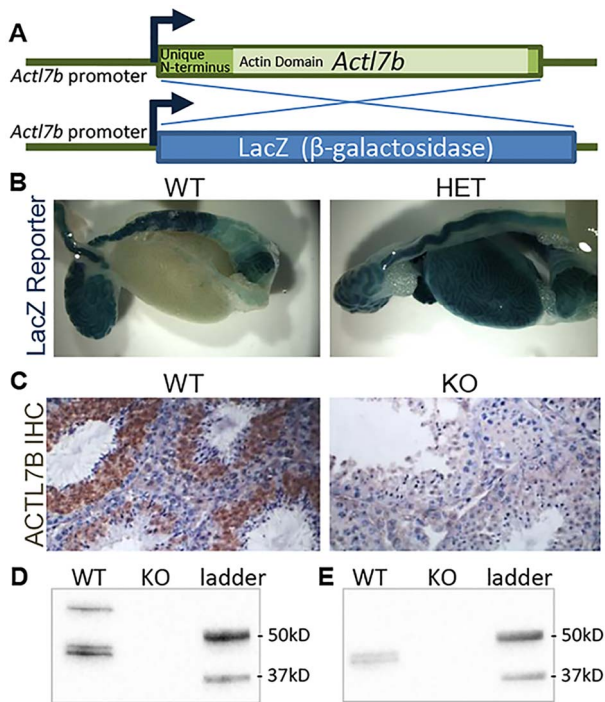 A
Unique
N-terminus
Actin Domain Actl7b
Actl7b promoter
Actl7b promoter
LacZ (β-galactosidase)
B
WT HET
LacZ Reporter
C
WT KO
ACTL7B IHC
D WT KO ladder
- 50kD
- 37kD
E WT KO ladder
- 50kD
- 37kD